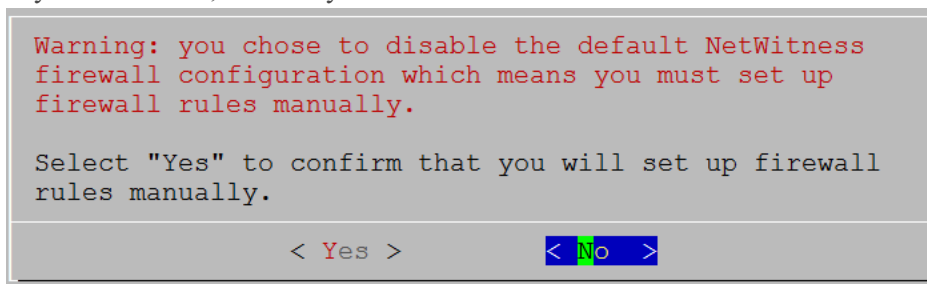 Warning: you chose to disable the default NetWitness
firewall configuration which means you must set up
firewall rules manually.
Select "Yes" to confirm that you will set up firewall
rules manually.
< Yes > < No >